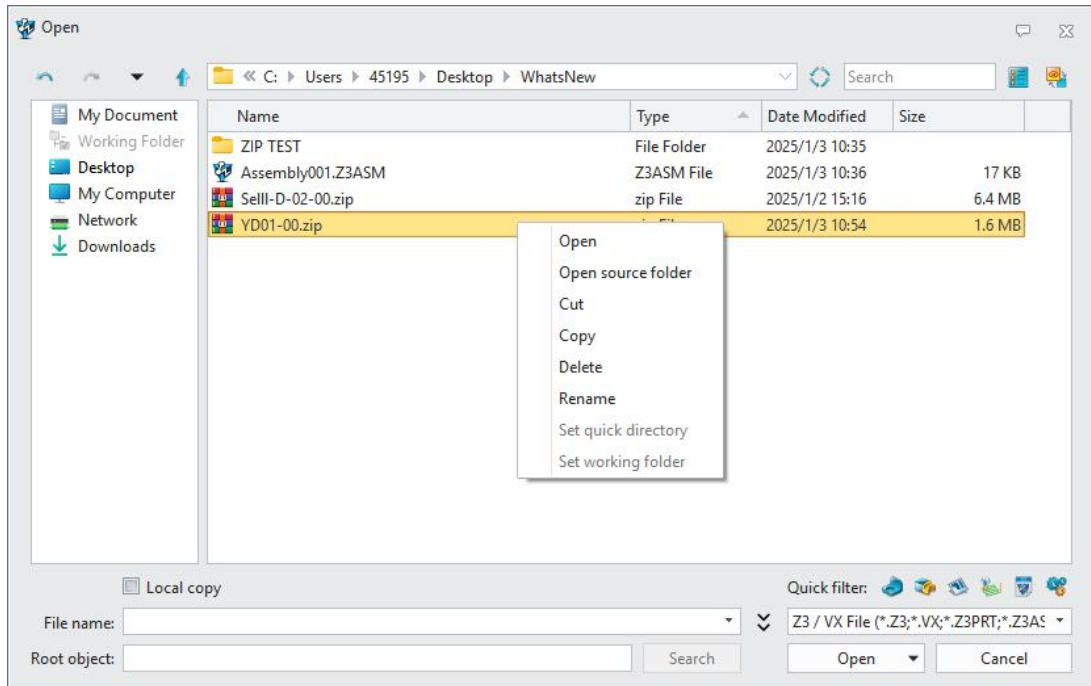 Open
C: Users 45195 Desktop WhatsNew Search
My Document
Working Folder
Desktop
My Computer
Network
Downloads
Name Type Date Modified Size
ZIP TEST File Folder 2025/1/3 10:35
Assembly001.Z3ASM Z3ASM File 2025/1/3 10:36 17 KB
SelII-D-02-00.zip zip File 2025/1/2 15:16 6.4 MB
YD01-00.zip 2025/1/3 10:54 1.6 MB
Open
Open source folder
Cut
Copy
Delete
Rename
Set quick directory
Set working folder
Local copy Quick filter:
File name: Z3 / VX File (*.Z3;*.VX;*.Z3PRT;*.Z3AS
Root object: Search Open Cancel